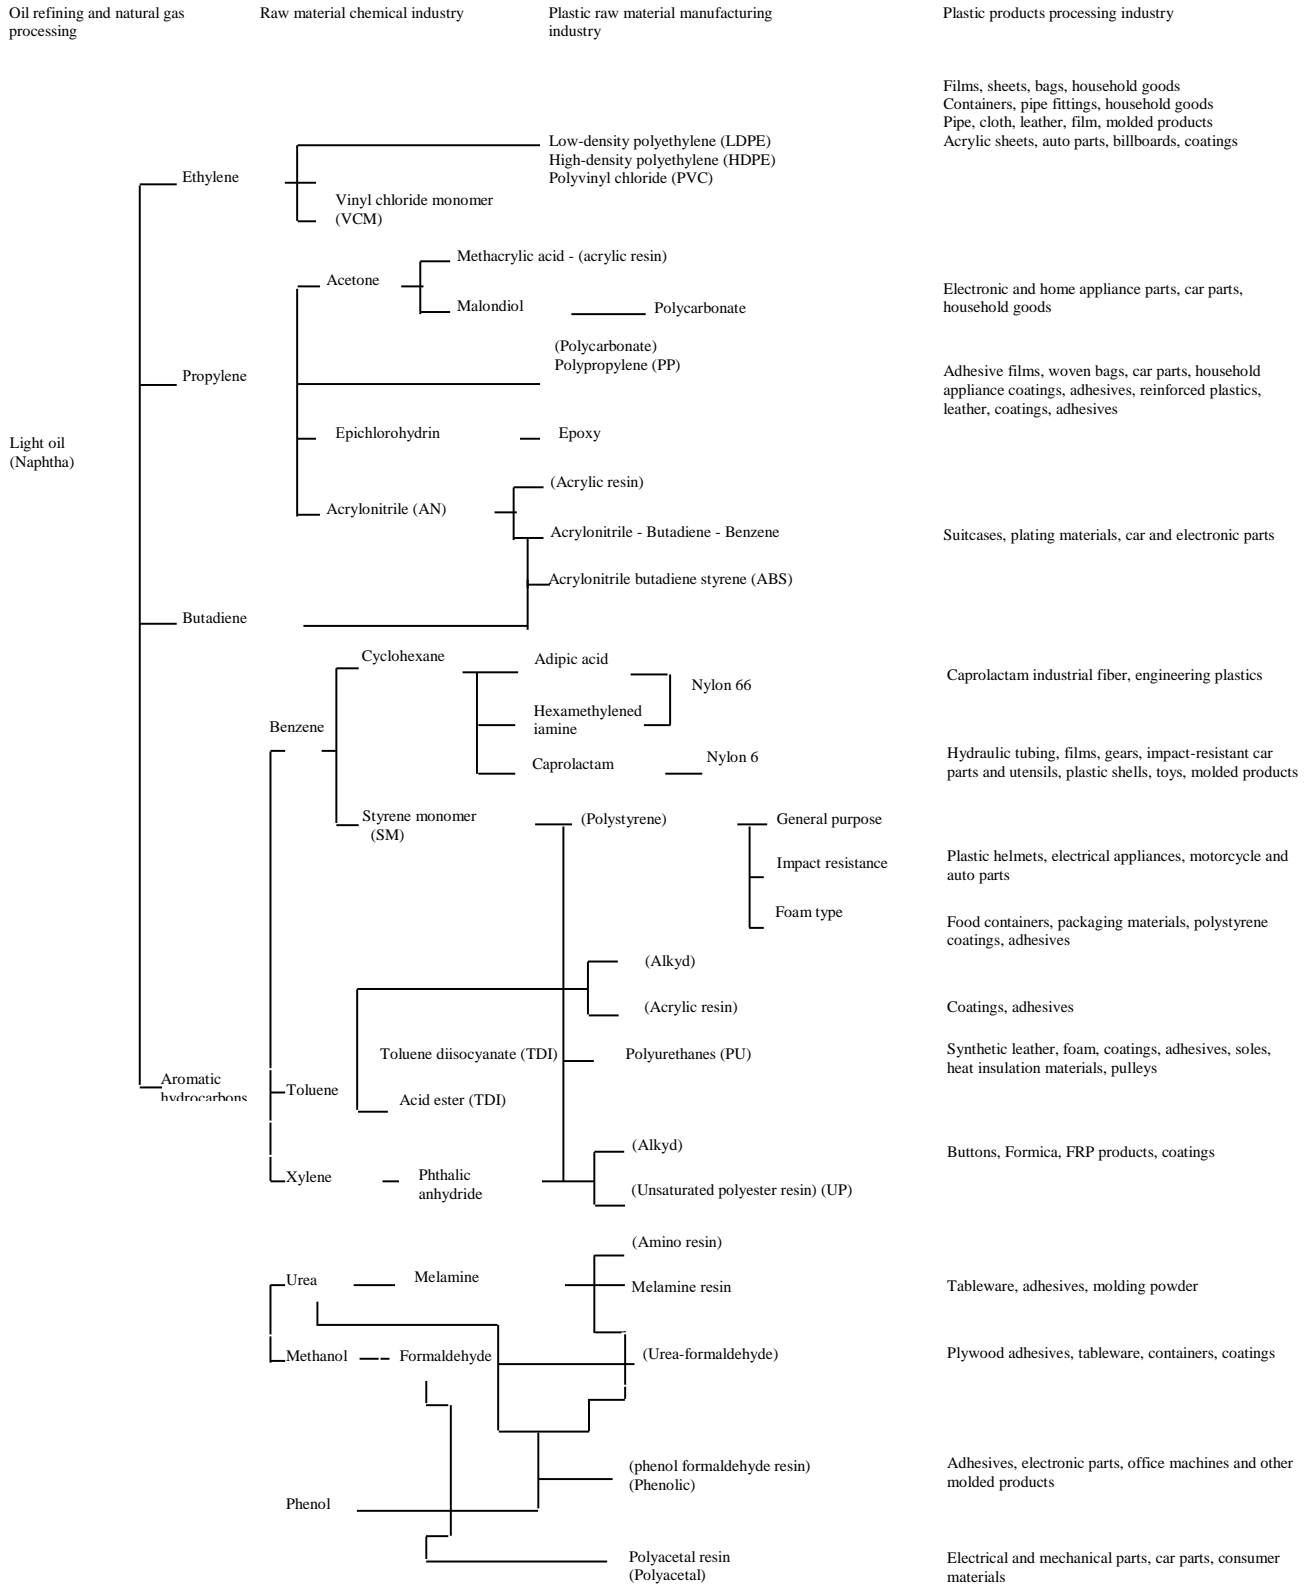 Oil refining and natural gas
processing
Raw material chemical industry
Plastic raw material manufacturing
industry
Plastic products processing industry
Films, sheets, bags, household goods
Containers, pipe fittings, household goods
Pipe, cloth, leather, film, molded products
Acrylic sheets, auto parts, billboards, coatings
Low-density polyethylene (LDPE)
High-density polyethylene (HDPE)
Polyvinyl chloride (PVC)
Ethylene
Vinyl chloride monomer
(VCM)
Methacrylic acid - (acrylic resin)
Acetone
Malondiol
Polycarbonate
Electronic and home appliance parts, car parts,
household goods
(Polycarbonate)
Polypropylene (PP)
Propylene
Adhesive films, woven bags, car parts, household
appliance coatings, adhesives, reinforced plastics,
leather, coatings, adhesives
Epichlorohydrin
Epoxy
Light oil
(Naphtha)
(Acrylic resin)
Acrylonitrile (AN)
Acrylonitrile - Butadiene - Benzene
Suitcases, plating materials, car and electronic parts
Acrylonitrile butadiene styrene (ABS)
Butadiene
Cyclohexane
Adipic acid
Nylon 66
Caprolactam industrial fiber, engineering plastics
Hexamethylened
iamine
Benzene
Caprolactam
Nylon 6
Hydraulic tubing, films, gears, impact-resistant car
parts and utensils, plastic shells, toys, molded products
Styrene monomer
(SM)
(Polystyrene)
General purpose
Impact resistance
Plastic helmets, electrical appliances, motorcycle and
auto parts
Foam type
Food containers, packaging materials, polystyrene
coatings, adhesives
(Alkyd)
(Acrylic resin)
Coatings, adhesives
Toluene diisocyanate (TDI)
Polyurethanes (PU)
Synthetic leather, foam, coatings, adhesives, soles,
heat insulation materials, pulleys
Aromatic
hydrocarbons
Toluene
Acid ester (TDI)
(Alkyd)
Buttons, Formica, FRP products, coatings
Xylene
Phthalic
anhydride
(Unsaturated polyester resin) (UP)
(Amino resin)
Urea
Melamine
Melamine resin
Tableware, adhesives, molding powder
Methanol
Formaldehyde
(Urea-formaldehyde)
Plywood adhesives, tableware, containers, coatings
(phenol formaldehyde resin)
(Phenolic)
Adhesives, electronic parts, office machines and other
molded products
Phenol
Polyacetal resin
(Polyacetal)
Electrical and mechanical parts, car parts, consumer
materials